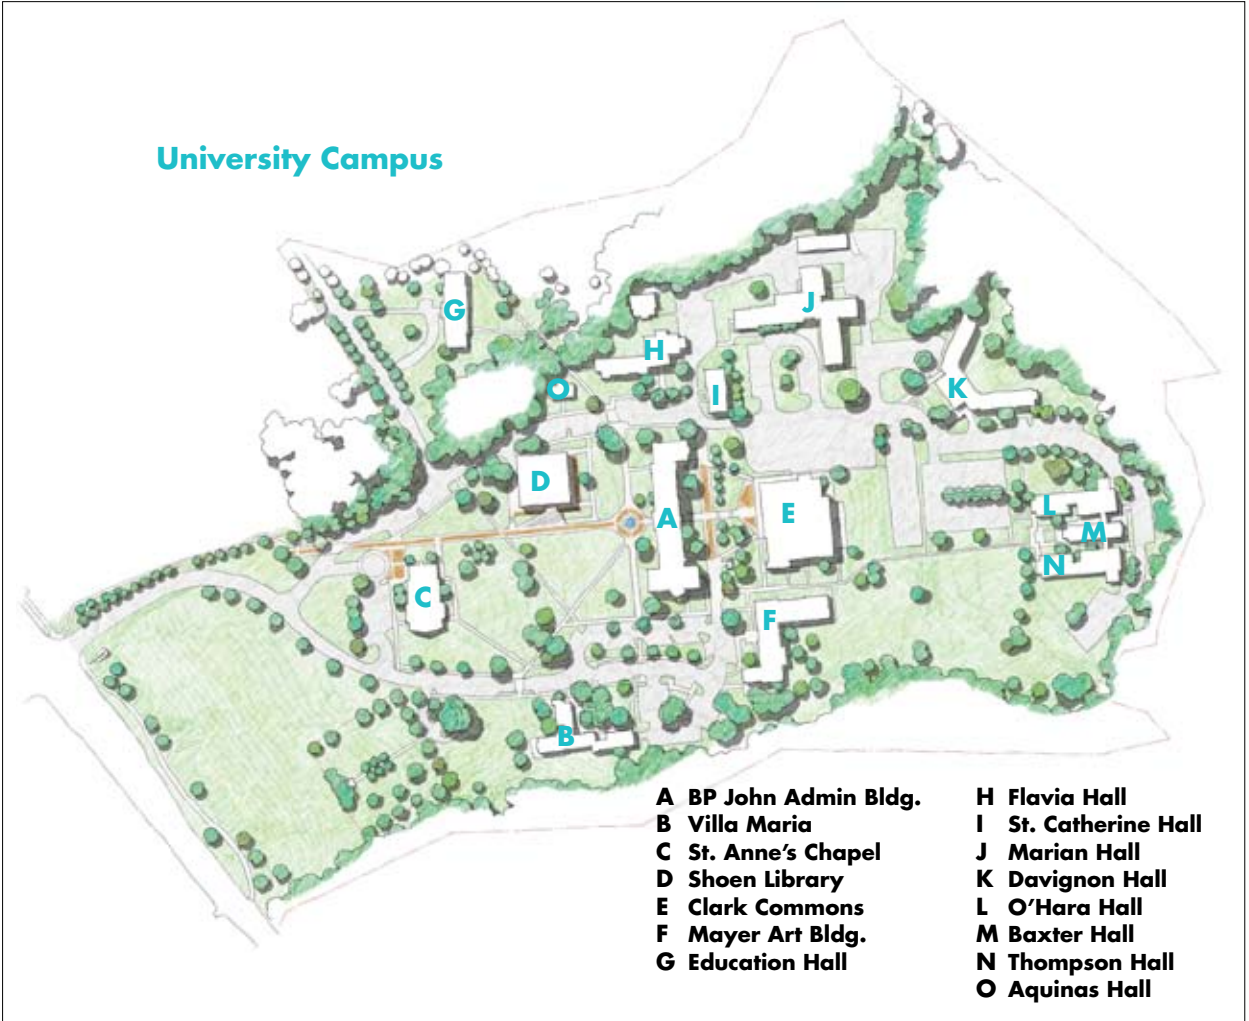 University Campus
G
J
H
O
I
K
D
A
E
L
M
N
C
F
B
A BP John Admin Bldg.
B Villa Maria
C St. Anne's Chapel
D Shoen Library
E Clark Commons
F Mayer Art Bldg.
G Education Hall
H Flavia Hall
I St. Catherine Hall
J Marian Hall
K Davignon Hall
L O'Hara Hall
M Baxter Hall
N Thompson Hall
O Aquinas Hall